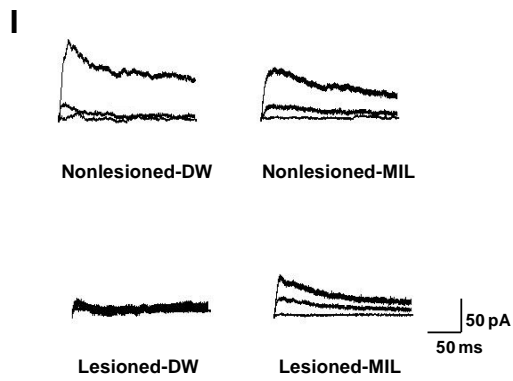 I
Nonlesioned-DW
Nonlesioned-MIL
Lesioned-DW
Lesioned-MIL
50 pA
50 ms